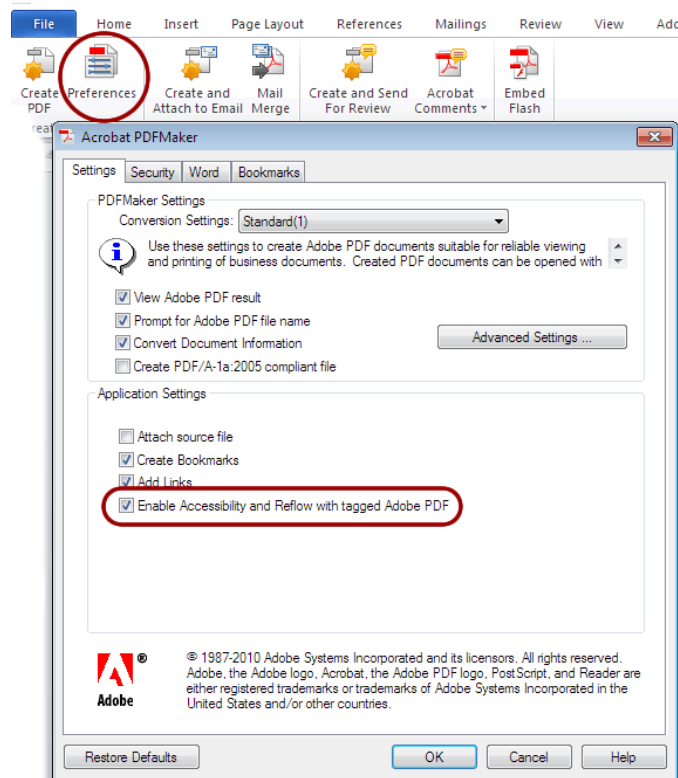 File Home Insert Page Layout References Mailings Review View
Create PDF Preferences Create and Attach to Email Mail Merge Create and Send For Review Acrobat Comments Embed Flash
Acrobat PDFMaker
Settings Security Word Bookmarks
PDFMaker Settings
Conversion Settings: Standard(1)
i Use these settings to create Adobe PDF documents suitable for reliable viewing
and printing of business documents. Created PDF documents can be opened with
View Adobe PDF result
Prompt for Adobe PDF file name
Convert Document Information
Advanced Settings ...
Create PDF/A-1a:2005 compliant file
Application Settings
Attach source file
Create Bookmarks
Add Links
Enable Accessibility and Reflow with tagged Adobe PDF
® © 1987-2010 Adobe Systems Incorporated and its licensors. All rights reserved.
Adobe, the Adobe logo, Acrobat, the Adobe PDF logo, PostScript, and Reader are
either registered trademarks or trademarks of Adobe Systems Incorporated in the
United States and/or other countries.
Adobe
Restore Defaults OK Cancel Help